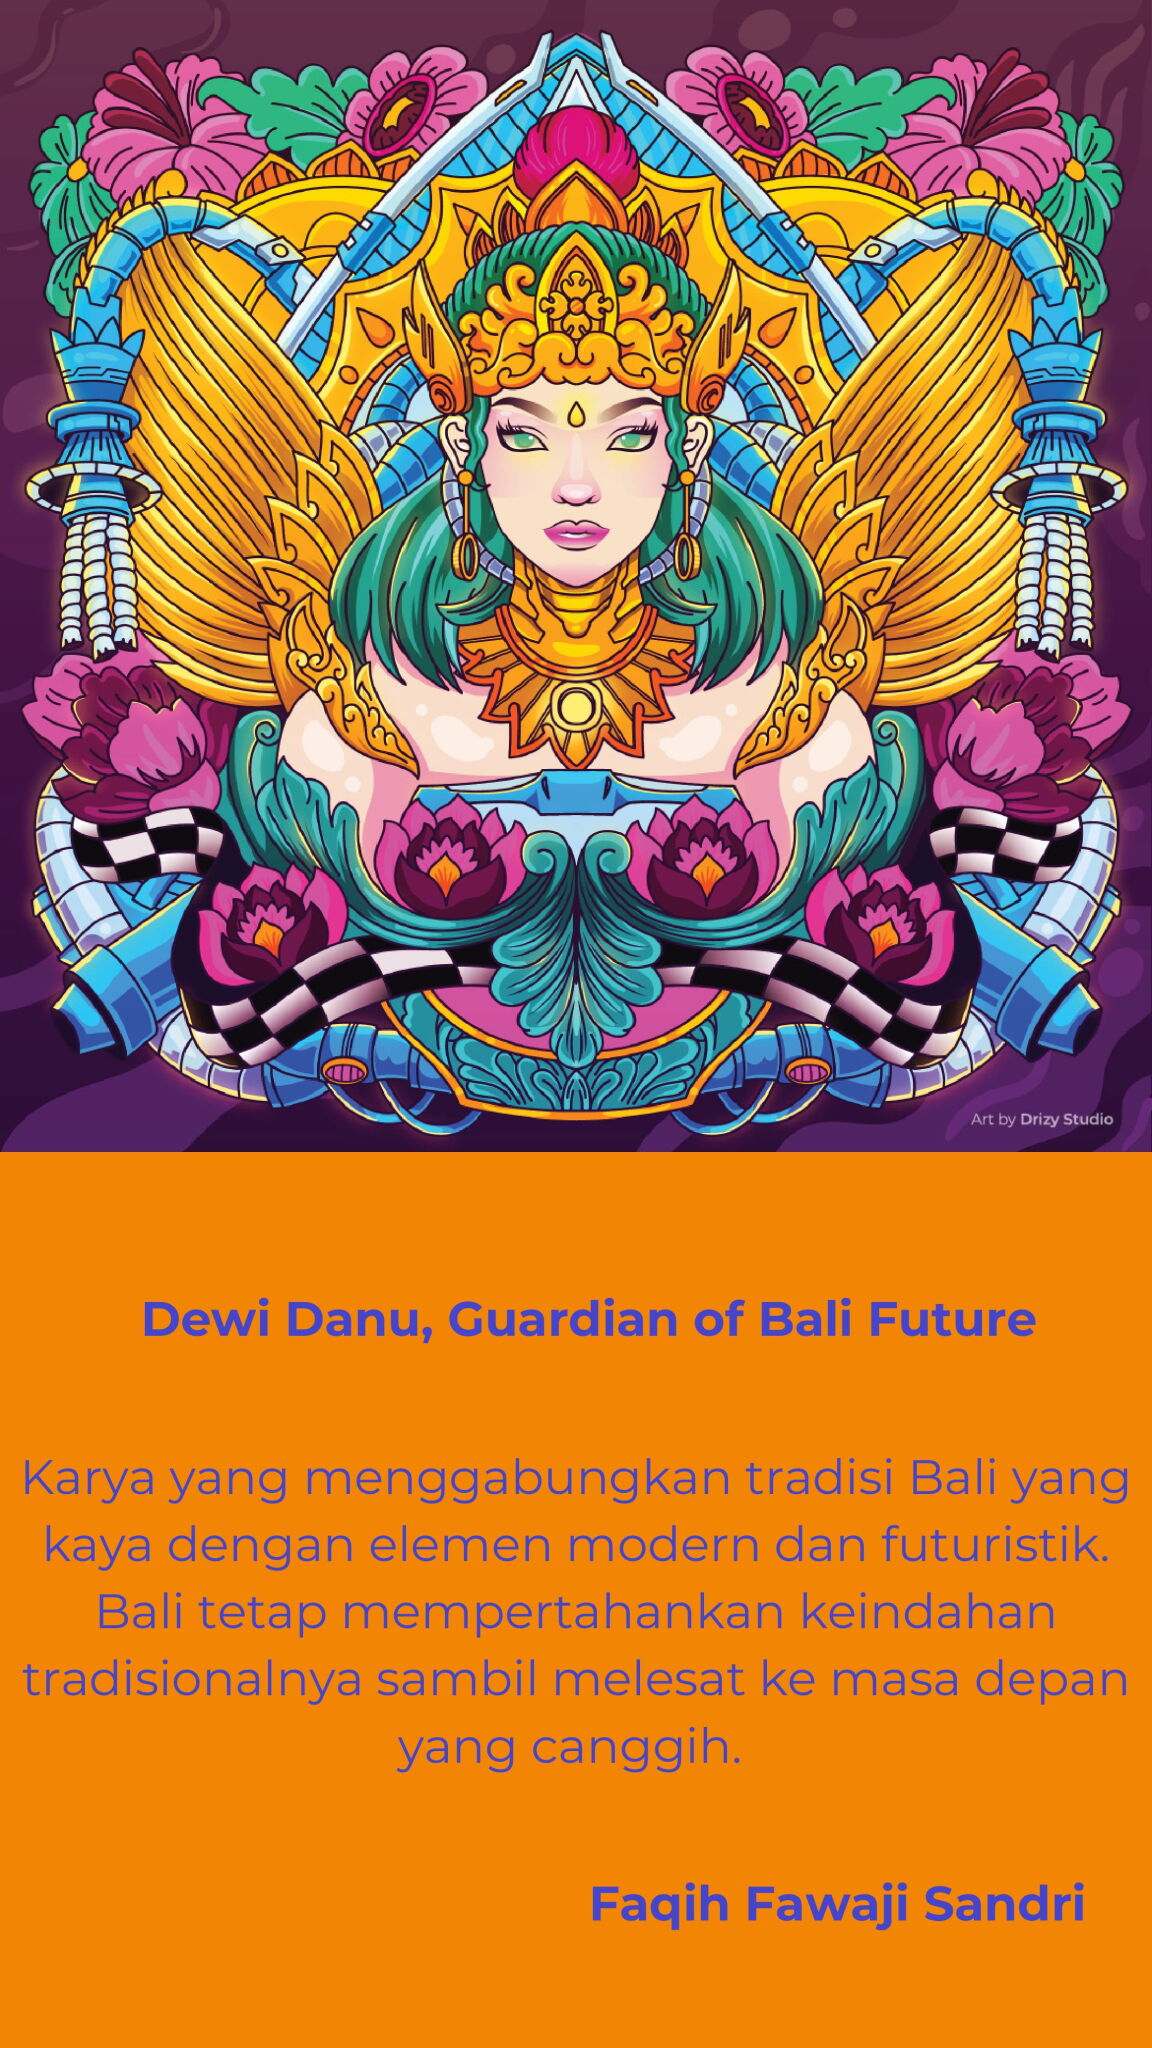 Art by Drizy Studio
Dewi Danu, Guardian of Bali Future
Karya yang menggabungkan tradisi Bali yang
kaya dengan elemen modern dan futuristik.
Bali tetap mempertahankan keindahan
tradisionalnya sambil melesat ke masa depan
yang canggih.
Faqih Fawaji Sandri